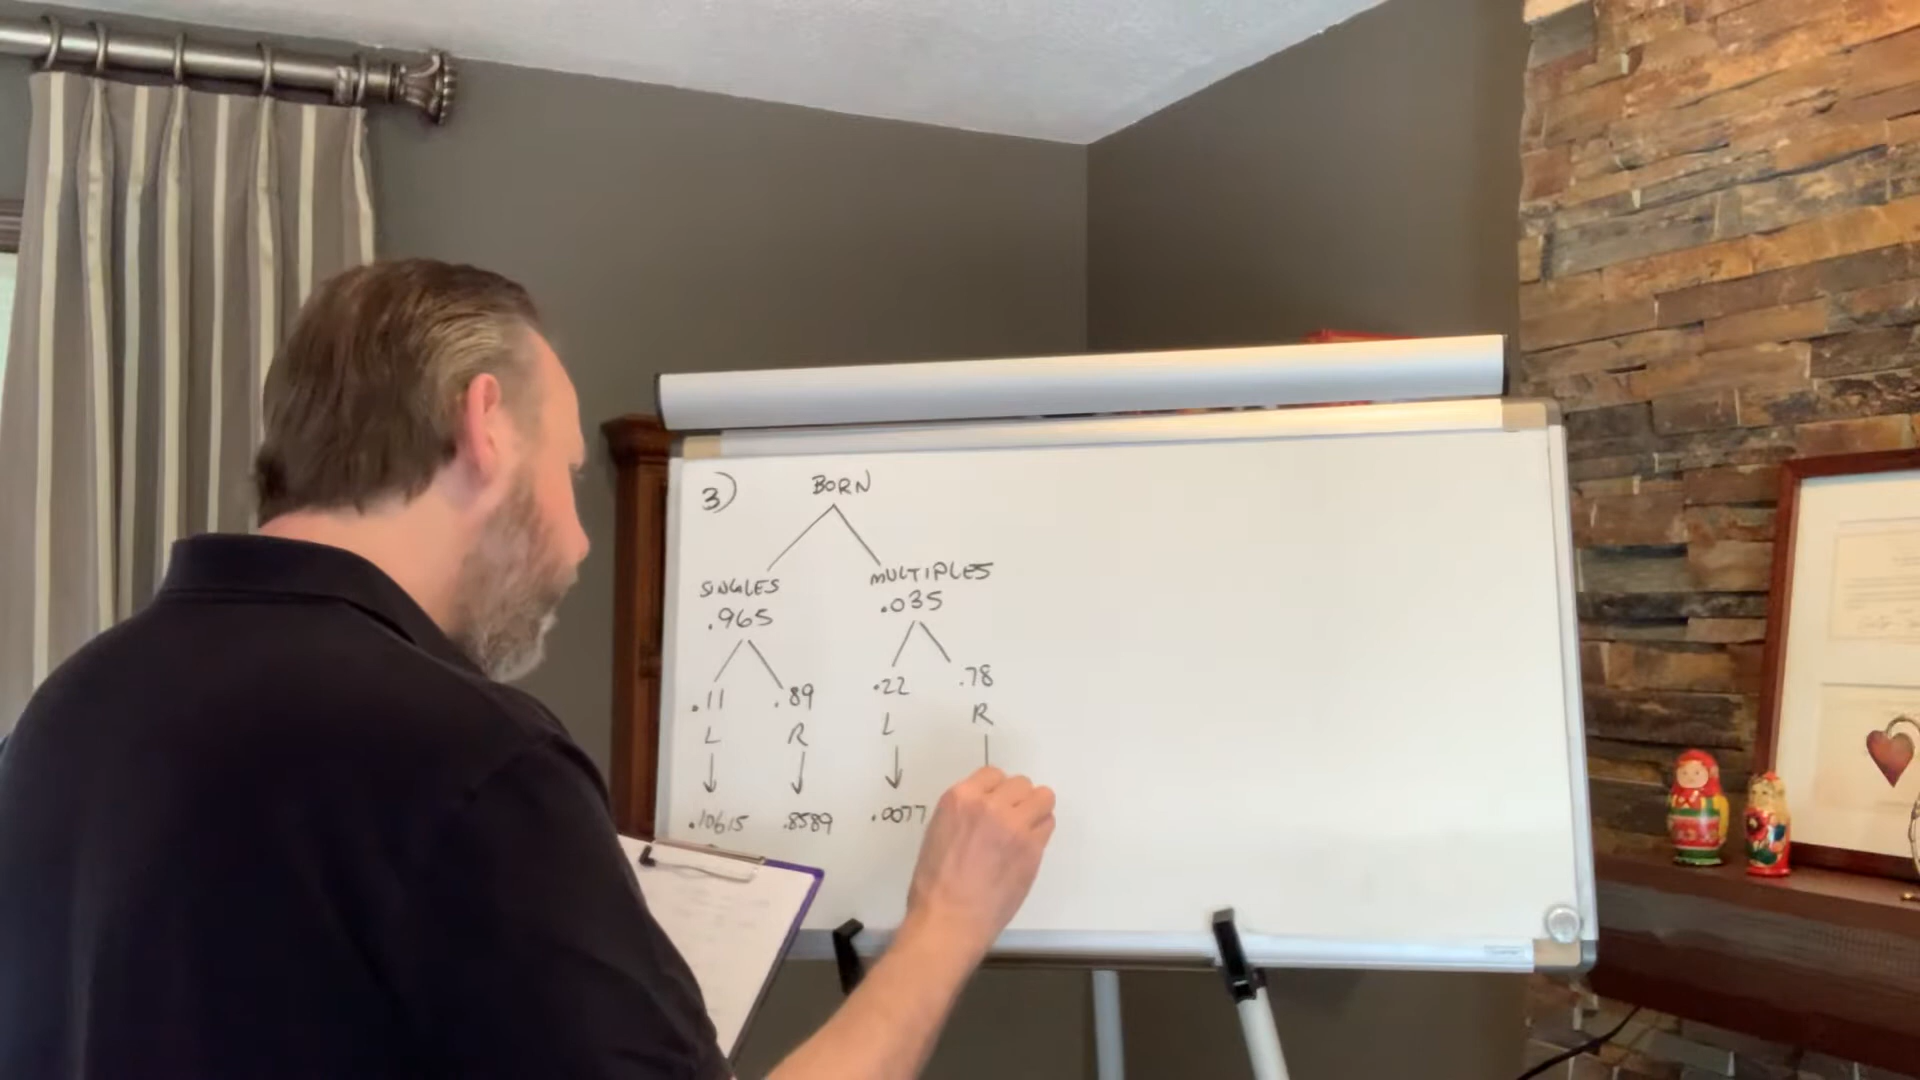 3) BORN
SINGLES MULTIPLES
.965 .035
.11 .89 .22 .78
L R L R
.10615 .8589 .0077